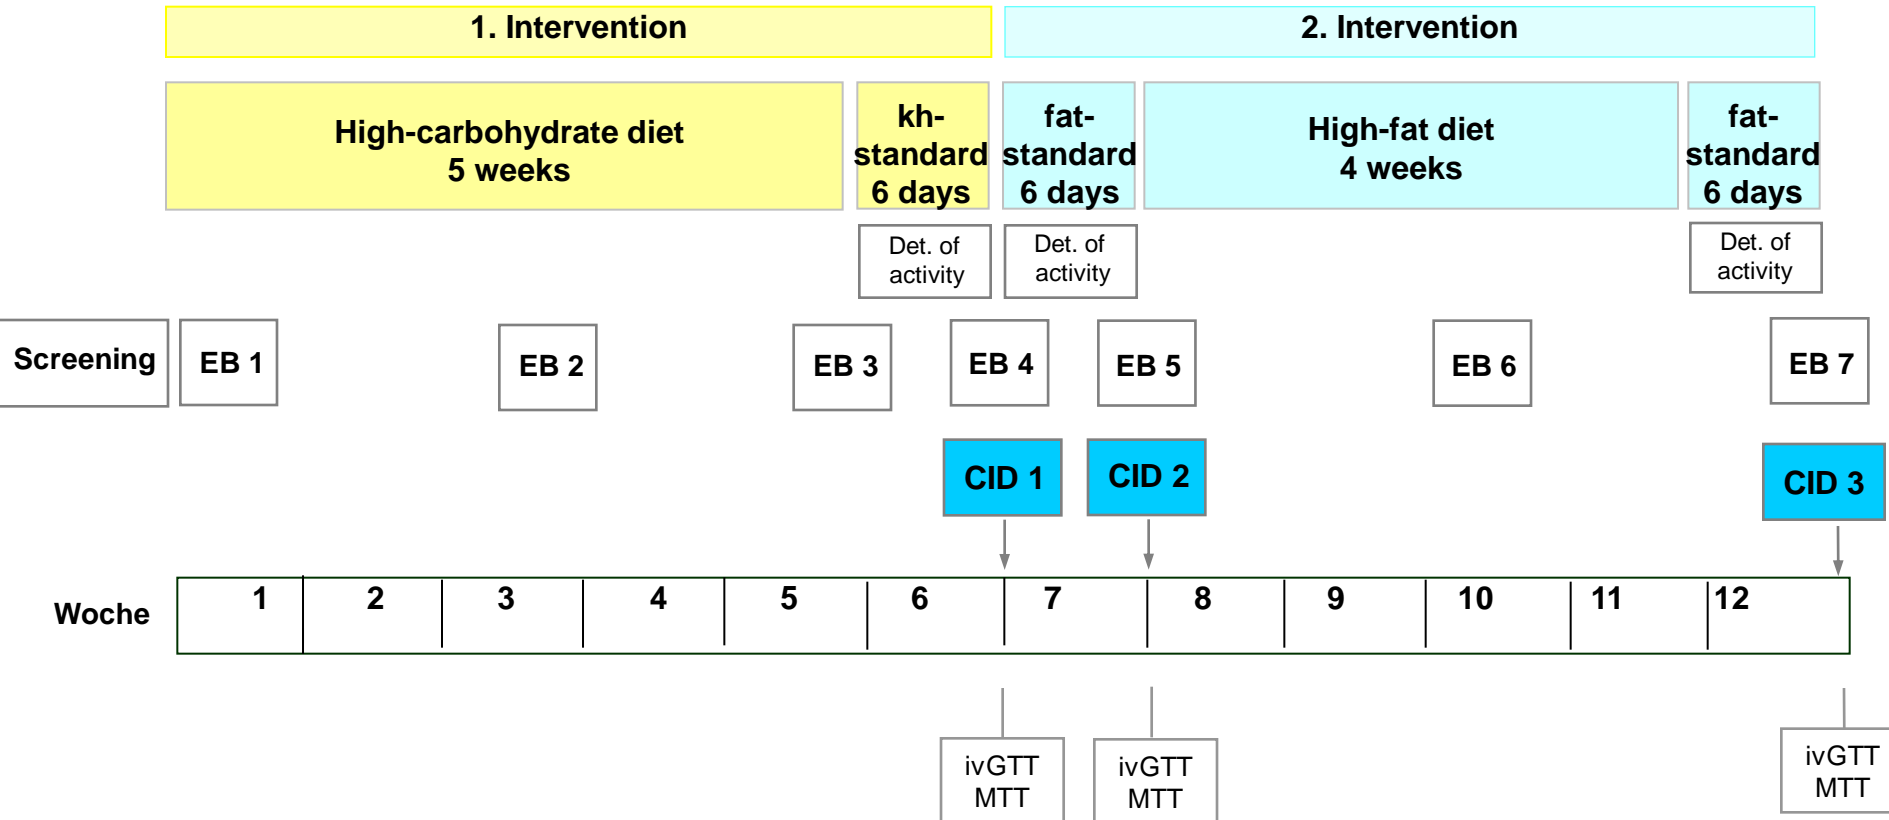 1. Intervention
2. Intervention
High-carbohydrate diet
5 weeks
kh-
standard
6 days
fat-
standard
6 days
High-fat diet
4 weeks
fat-
standard
6 days
Det. of
activity
Det. of
activity
Det. of
activity
Screening
EB 1
EB 2
EB 3
EB 4
EB 5
EB 6
EB 7
CID 1
CID 2
CID 3
Woche
1
2
3
4
5
6
7
8
9
10
11
12
ivGTT
MTT
ivGTT
MTT
ivGTT
MTT